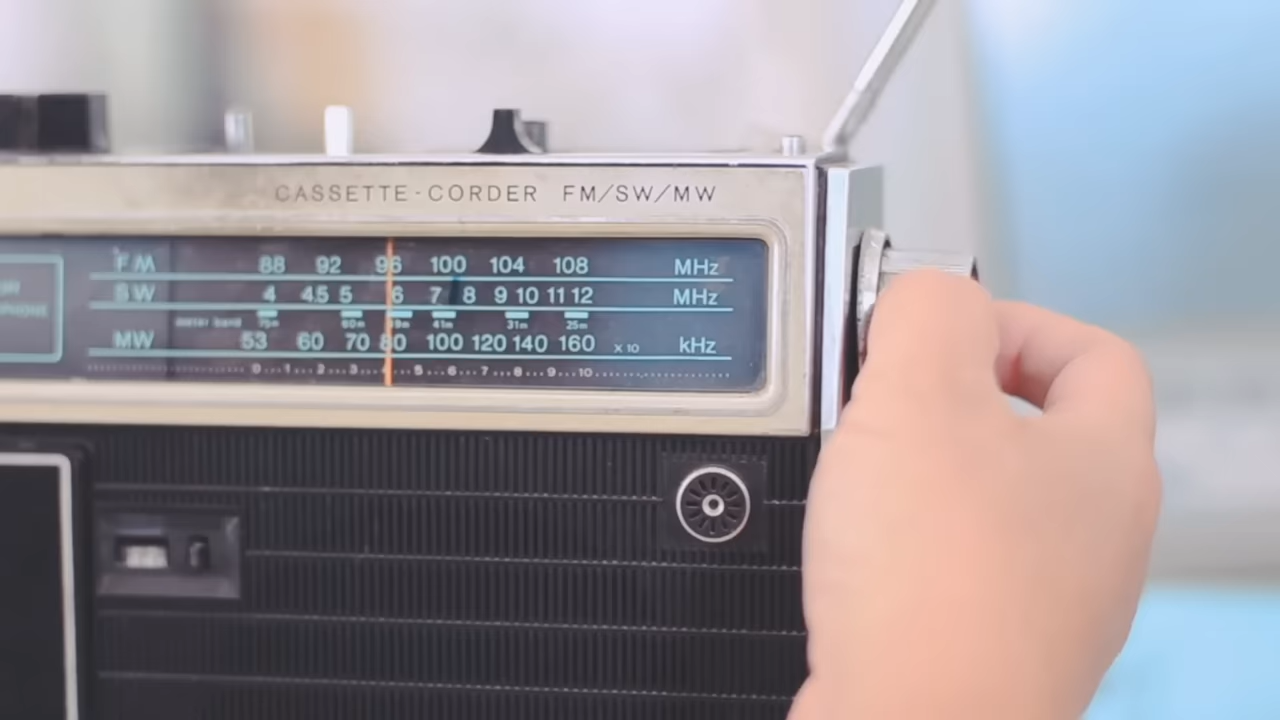 CASSETTE-CORDER FM/SW/MW
FM 88 92 96 100 104 108 MHz
SW 4 4.5 5 6 7 8 9 10 11 12 MHz
meter band 75m 60m 41m 31m 25m
MW 53 60 70 80 100 120 140 160 x10 kHz
0 1 2 3 4 5 6 7 8 9 10